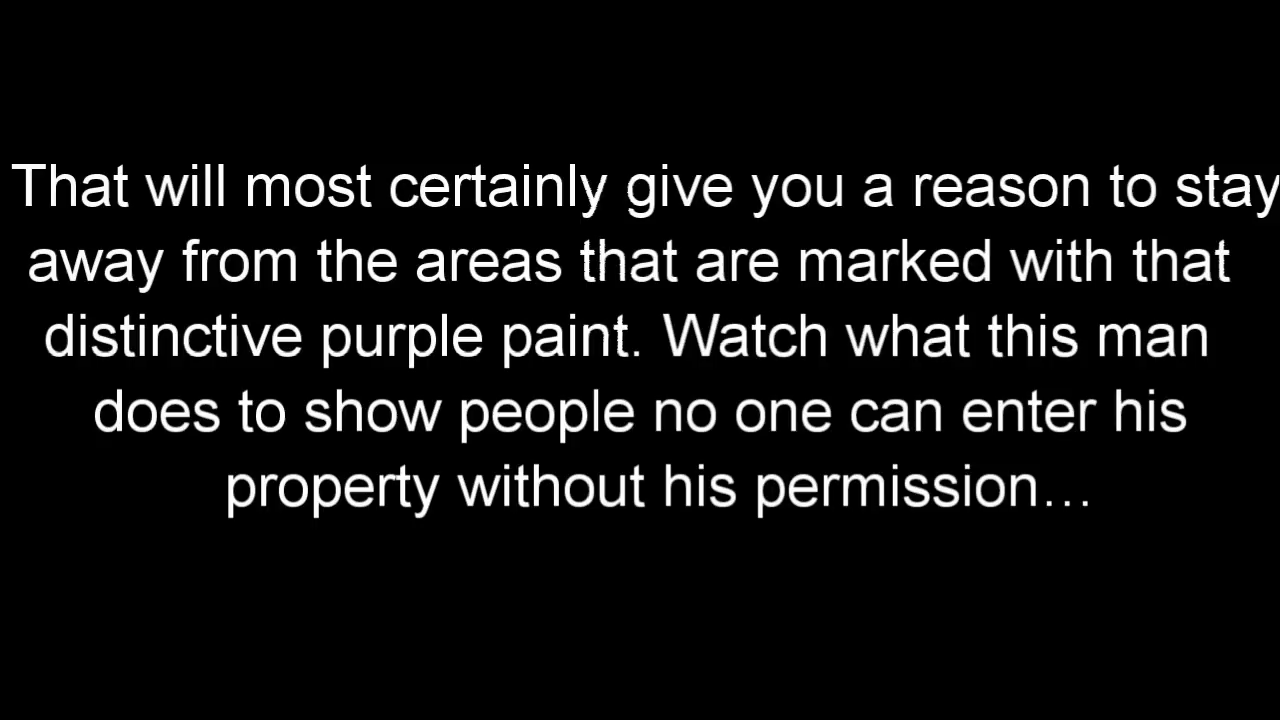 That will most certainly give you a reason to stay
away from the areas that are marked with that
distinctive purple paint. Watch what this man
does to show people no one can enter his
property without his permission…